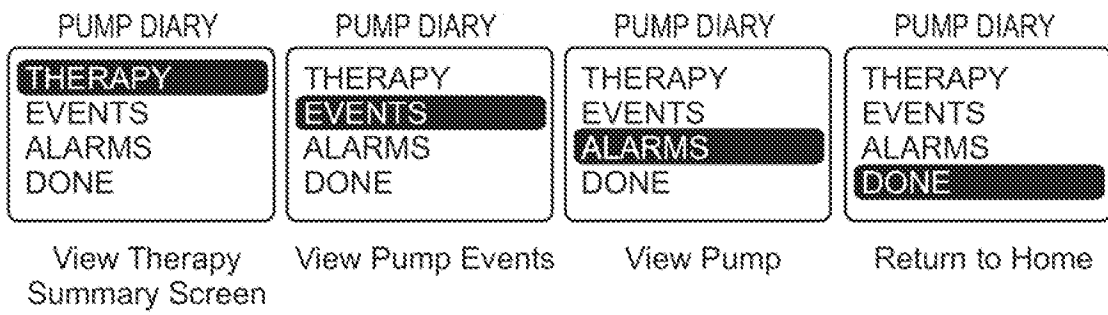 PUMP DIARY
THERAPY
EVENTS
ALARMS
DONE
View Therapy
Summary Screen
PUMP DIARY
THERAPY
EVENTS
ALARMS
DONE
View Pump Events
PUMP DIARY
THERAPY
EVENTS
ALARMS
DONE
View Pump
PUMP DIARY
THERAPY
EVENTS
ALARMS
DONE
Return to Home